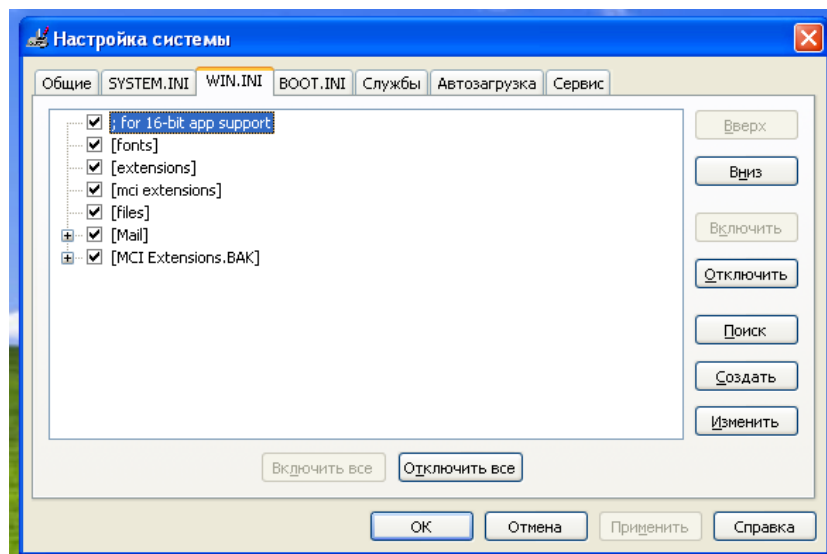 Настройка системы
Общие SYSTEM.INI WIN.INI BOOT.INI Службы Автозагрузка Сервис
; for 16-bit app support
[fonts]
[extensions]
[mci extensions]
[files]
[Mail]
[MCI Extensions.BAK]
Вверх
Вниз
Включить
Отключить
Поиск
Создать
Изменить
Включить все Отключить все
ОК Отмена Применить Справка